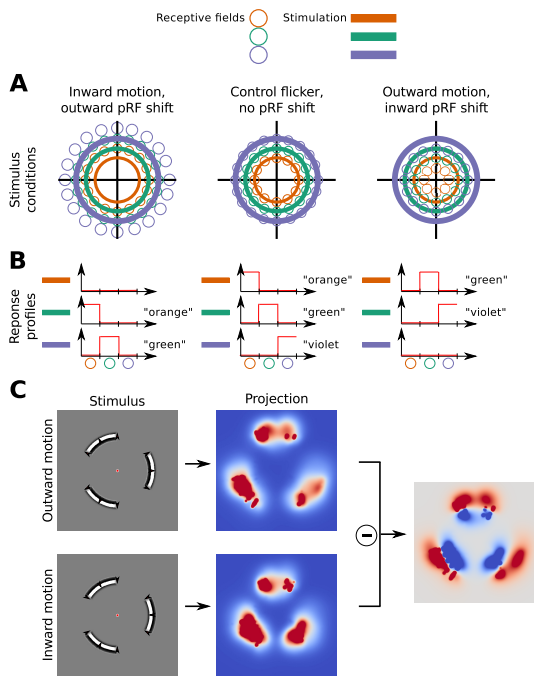 Receptive fields
Stimulation
A
Inward motion,
outward pRF shift
Control flicker,
no pRF shift
Outward motion,
inward pRF shift
Stimulus
conditions
B
Reponse
profiles
"orange"
"green"
"orange"
"green"
"violet
"green"
"violet"
C
Stimulus
Projection
Outward motion
Inward motion